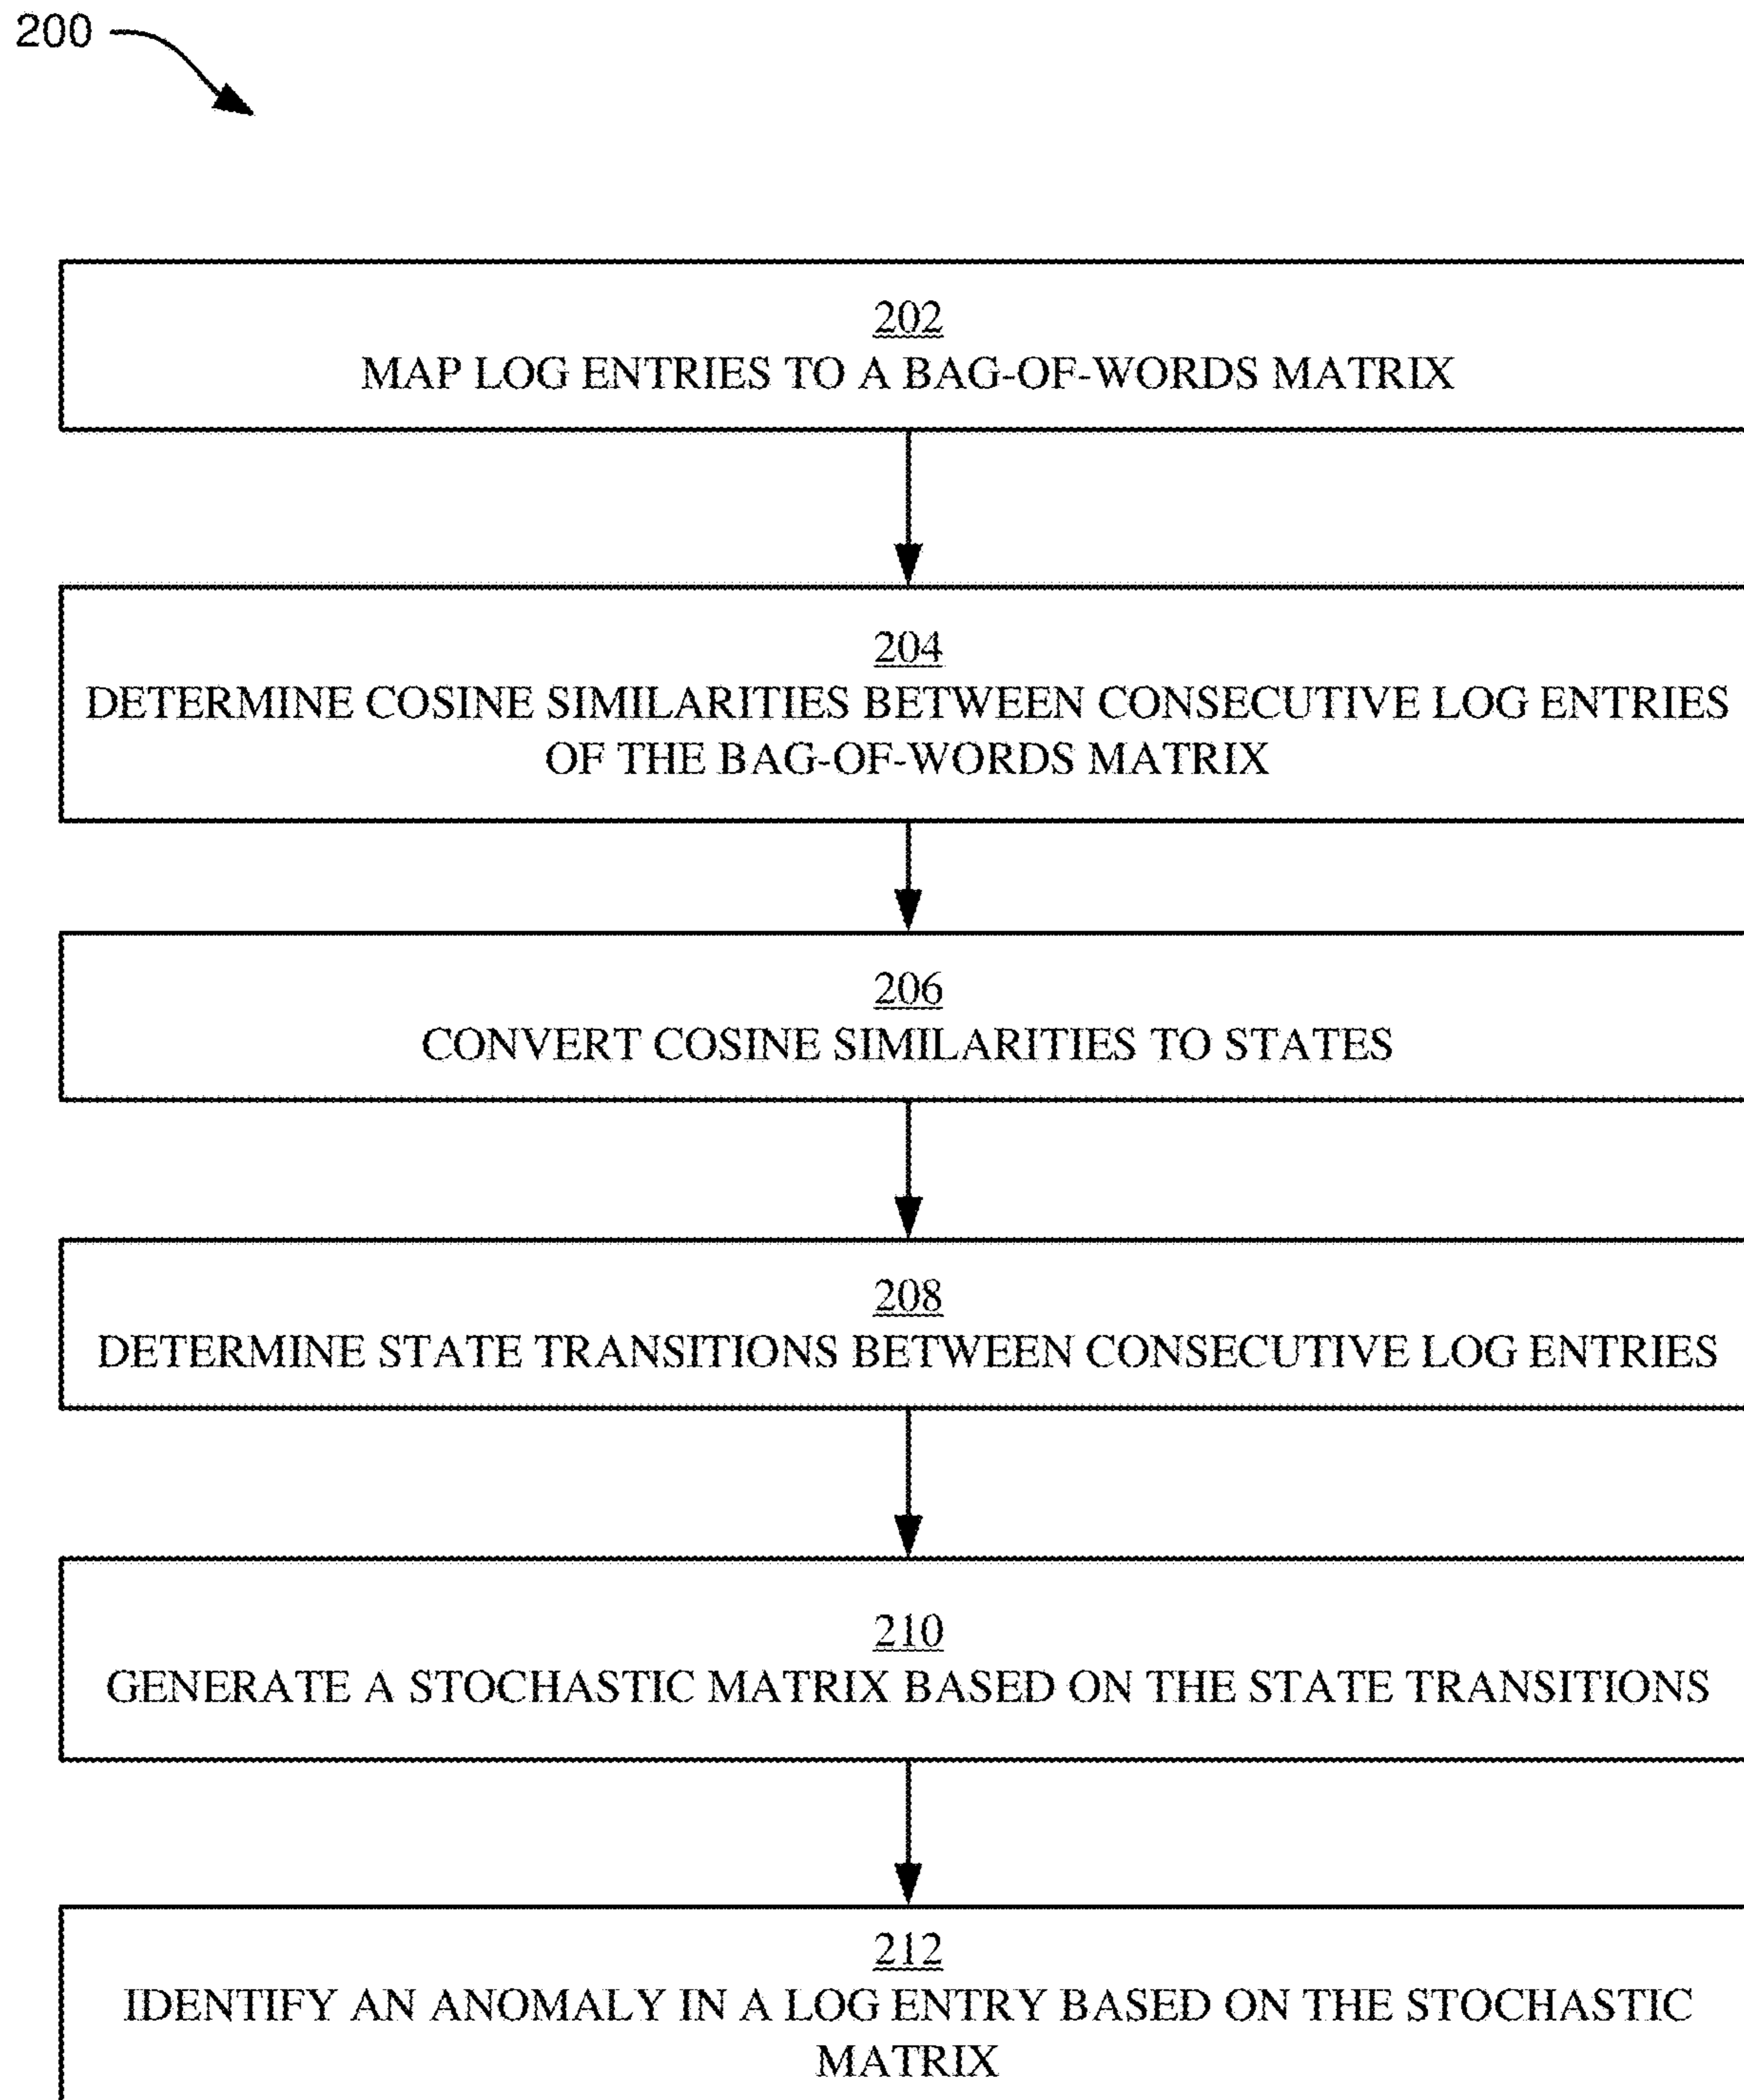 200
202
MAP LOG ENTRIES TO A BAG-OF-WORDS MATRIX
204
DETERMINE COSINE SIMILARITIES BETWEEN CONSECUTIVE LOG ENTRIES
OF THE BAG-OF-WORDS MATRIX
206
CONVERT COSINE SIMILARITIES TO STATES
208
DETERMINE STATE TRANSITIONS BETWEEN CONSECUTIVE LOG ENTRIES
210
GENERATE A STOCHASTIC MATRIX BASED ON THE STATE TRANSITIONS
212
IDENTIFY AN ANOMALY IN A LOG ENTRY BASED ON THE STOCHASTIC
MATRIX